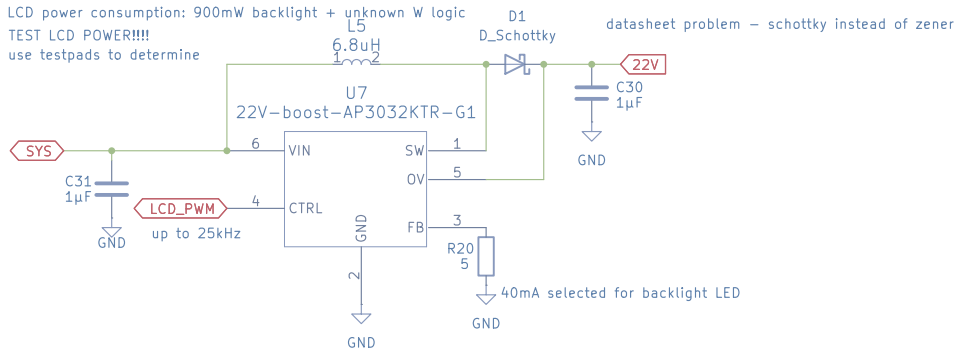 LCD power consumption: 900mW backlight + unknown W logic
TEST LCD POWER!!!!
use testpads to determine
L5
6.8uH
1 2
D1
D_Schottky
datasheet problem – schottky instead of zener
22V
C30
1µF
GND
U7
22V-boost-AP3032KTR-G1
SYS
6 VIN
SW 1
OV 5
C31
1µF
GND
LCD_PWM
4 CTRL
up to 25kHz
FB 3
GND
2
GND
R20
5
40mA selected for backlight LED
GND